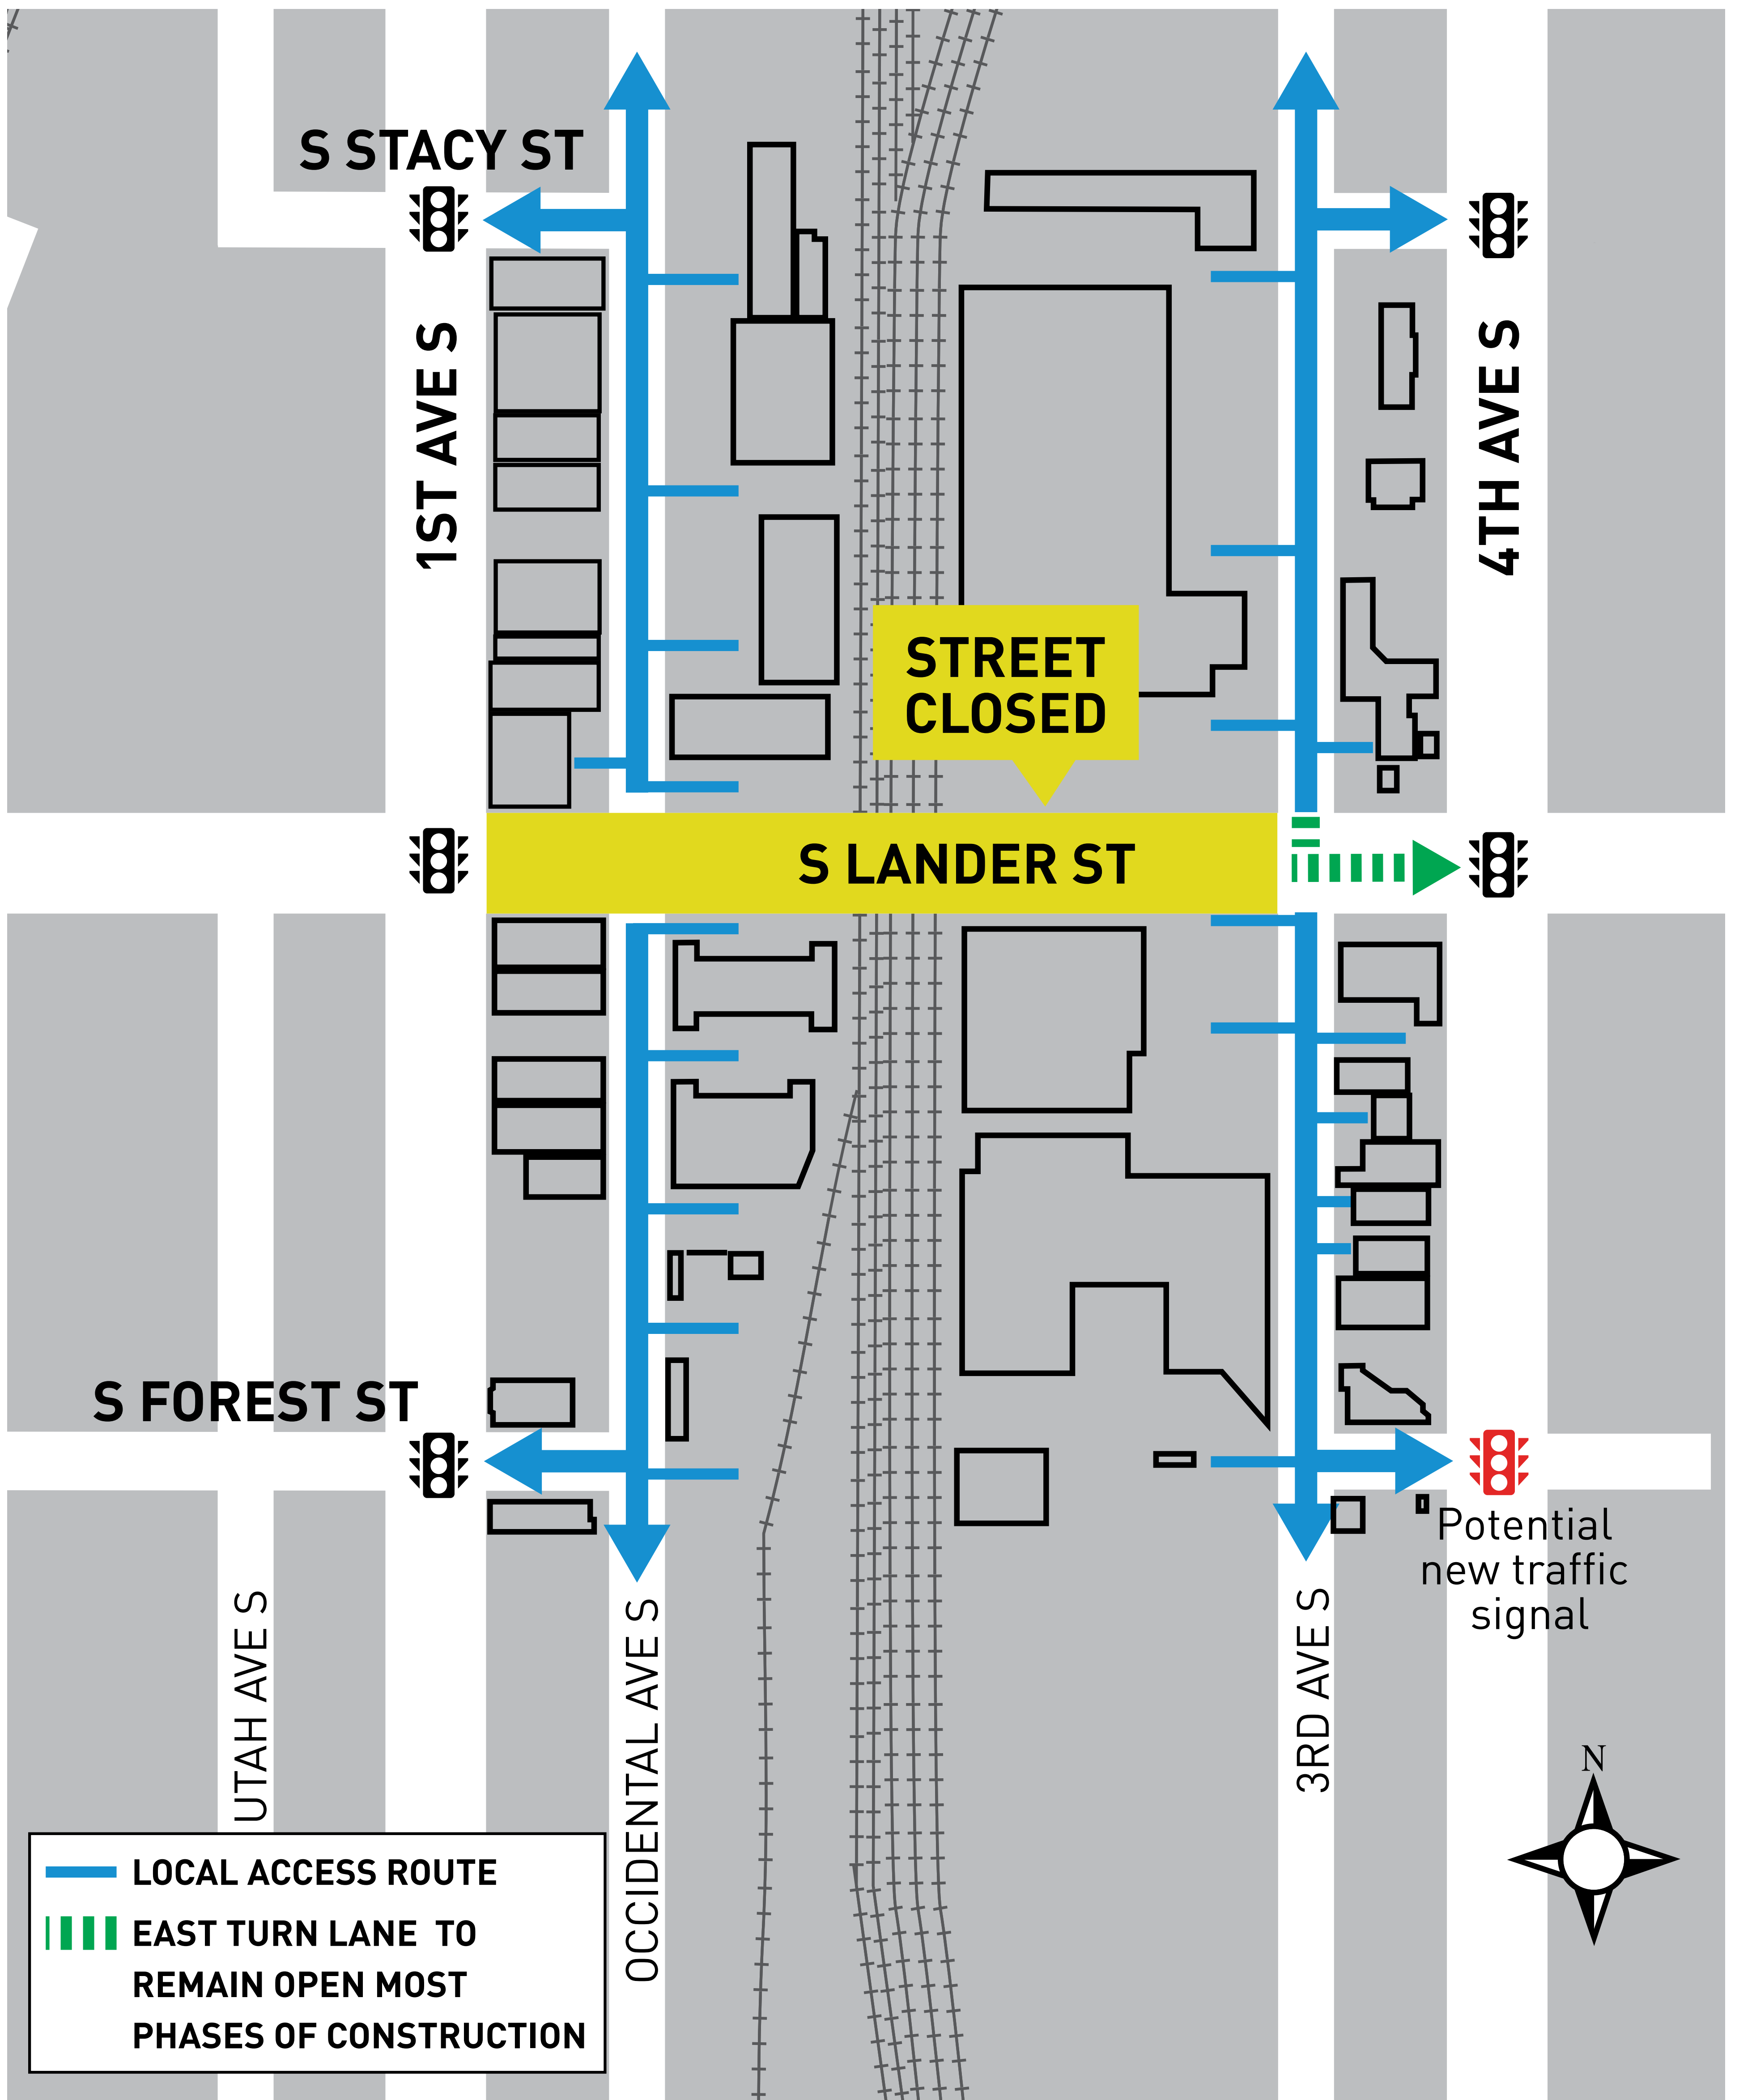 S STACY ST
1ST AVE S
4TH AVE S
STREET
CLOSED
S LANDER ST
S FOREST ST
Potential
new traffic
signal
UTAH AVE S
OCCIDENTAL AVE S
3RD AVE S
N
LOCAL ACCESS ROUTE
EAST TURN LANE TO
REMAIN OPEN MOST
PHASES OF CONSTRUCTION